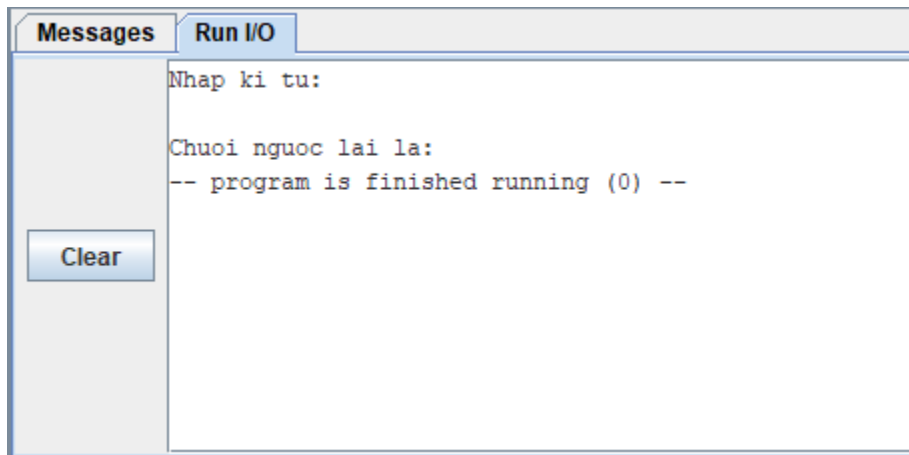 Messages Run I/O
Nhap ki tu:
Chuoi nguoc lai la:
-- program is finished running (0) --
Clear